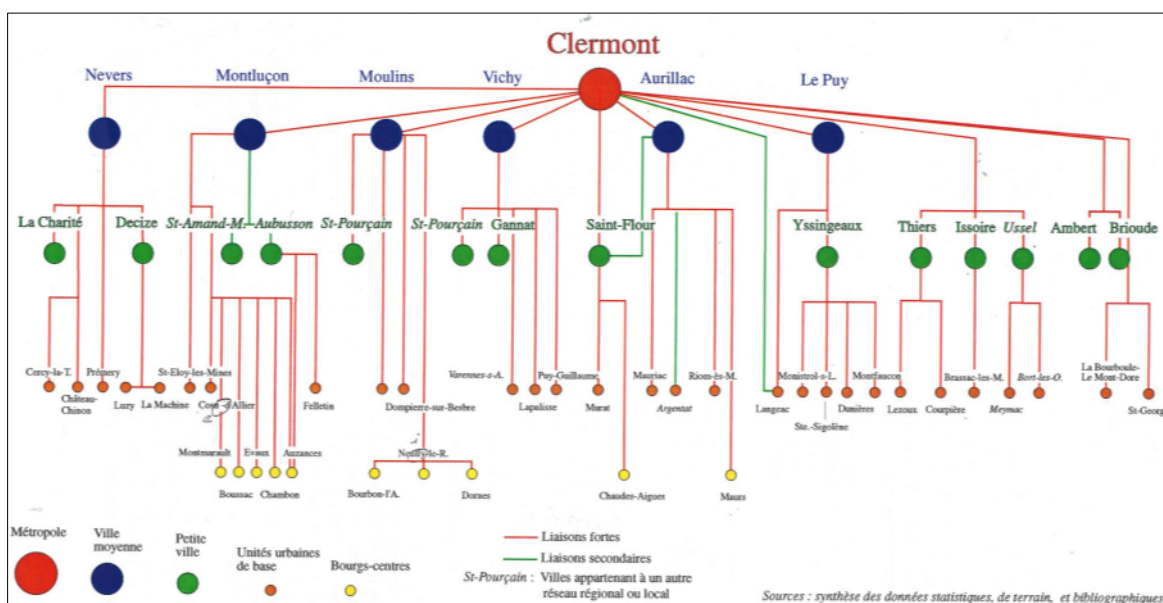 Clermont
Nevers
Montluçon
Moulins
Vichy
Aurillac
Le Puy
La Charité
Decize
St-Amand-M.
Aubusson
St-Pourçain
St-Pourçain
Gannat
Saint-Flour
Yssingeaux
Thiers
Issoire
Ussel
Ambert
Brioude
Cercy-la-T.
Prémery
Château-
Chinon
Luzy
La Machine
St-Eloy-les-Mines
Allier
Felletin
Dompierre-sur-Besbre
Varennes-s-A.
Puy-Guillaume
Lapalisse
Murat
Mauriac
Argentat
Riom-ès-M.
Langeac
Monistrol-s-L.
Ste.-Sigolène
Dunières
Montfaucon
Lezoux
Courpière
Brassac-les-M.
Meymac
Bort-les-O.
La Bourboule-
Le Mont-Dore
St-Georg
Montmarault
Boussac
Evaux
Chambon
Auzances
Bourbon-l'A.
Neuilly-le-R.
Dornes
Chaudes-Aigues
Maurs
Métropole
Ville
moyenne
Petite
ville
Unités urbaines
de base
Bourgs-centres
Liaisons fortes
Liaisons secondaires
St-Pourçain : Villes appartenant à un autre
réseau régional ou local
Sources : synthèse des données statistiques, de terrain, et bibliographiques